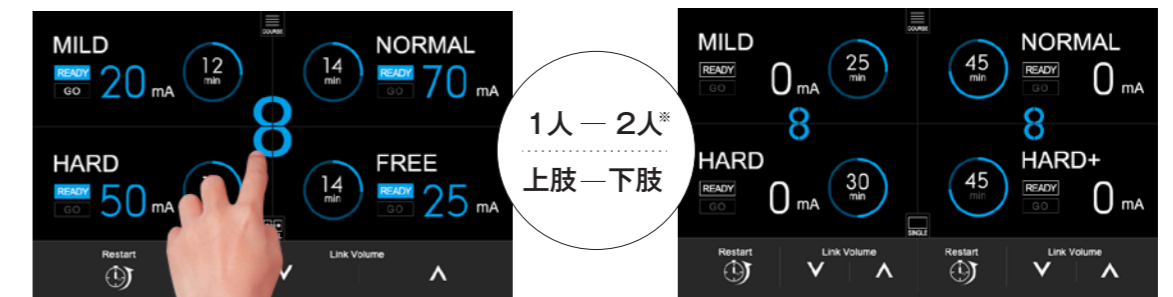 COURSE
MILD
READY
GO
20 mA
12
min
14
min
NORMAL
READY
GO
70 mA
8
HARD
READY
GO
50 mA
14
min
FREE
READY
GO
25 mA
Restart
Link Volume
1人 — 2人※
上肢—下肢
COURSE
MILD
READY
GO
0 mA
25
min
45
min
NORMAL
READY
GO
0 mA
8
8
HARD
READY
GO
0 mA
30
min
45
min
HARD+
READY
GO
0 mA
SINGLE
Restart
Link Volume
Restart
Link Volume